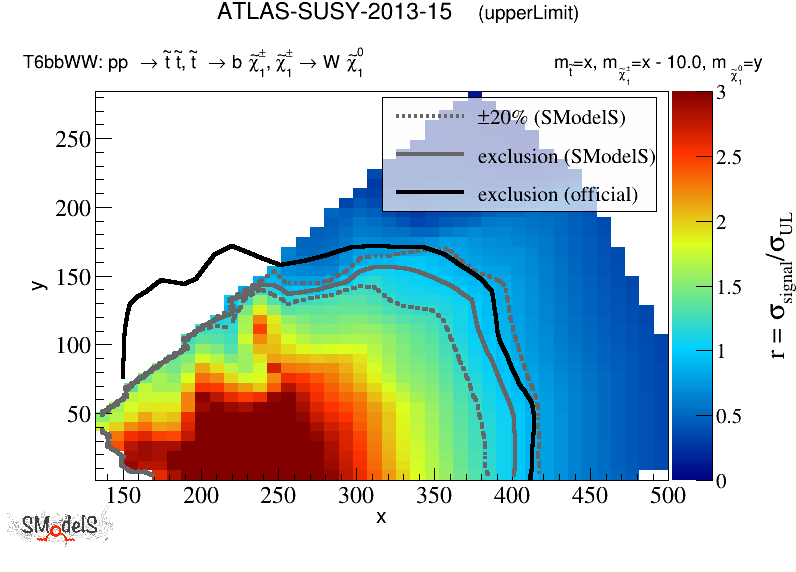 ATLAS-SUSY-2013-15 (upperLimit)
T6bbWW: pp → t̃ t̃, t̃ → b χ̃₁±, χ̃₁± → W χ̃₁⁰
m_t̃=x, m_χ̃₁±=x - 10.0, m_χ̃₁⁰=y
±20% (SModelS)
exclusion (SModelS)
exclusion (official)
250
200
150
100
50
y
150 200 250 300 350 400 450 500
x
3
2.5
2
1.5
1
0.5
0
r = σ_signal/σ_UL
SModelS